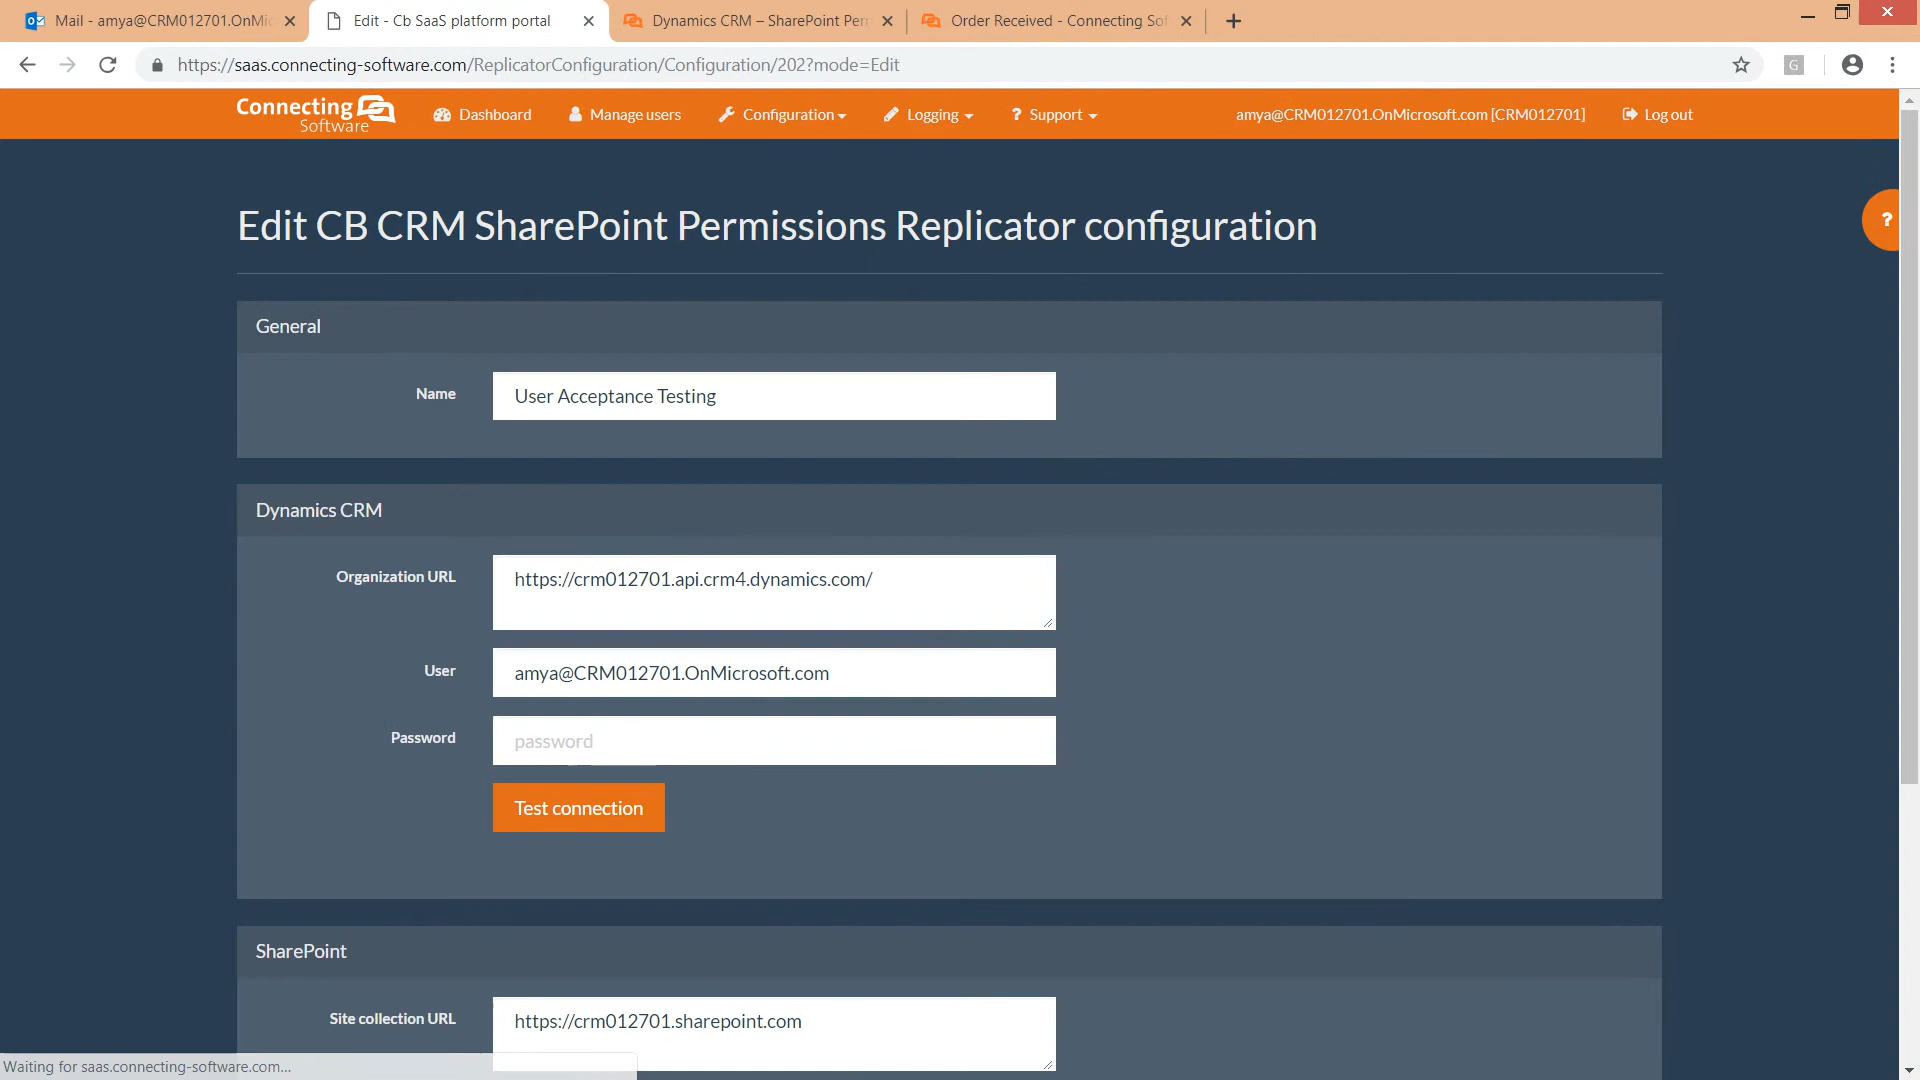 Mail - amya@CRM012701.OnMic
Edit - Cb SaaS platform portal
Dynamics CRM – SharePoint Perm
Order Received - Connecting Soft
https://saas.connecting-software.com/ReplicatorConfiguration/Configuration/202?mode=Edit
G
Connecting
Software
Dashboard
Manage users
Configuration
Logging
? Support
amya@CRM012701.OnMicrosoft.com [CRM012701]
Log out
?
Edit CB CRM SharePoint Permissions Replicator configuration
General
Name
User Acceptance Testing
Dynamics CRM
Organization URL
https://crm012701.api.crm4.dynamics.com/
User
amya@CRM012701.OnMicrosoft.com
Password
password
Test connection
SharePoint
Site collection URL
https://crm012701.sharepoint.com
Waiting for saas.connecting-software.com...